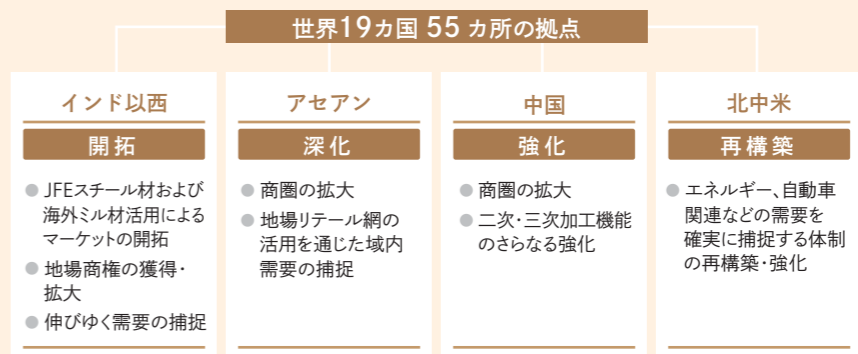 世界19ヵ国 55 ヵ所の拠点
インド以西
開拓
● JFEスチール材および
海外ミル材活用による
マーケットの開拓
● 地場商権の獲得・
拡大
● 伸びゆく需要の捕捉
アセアン
深化
● 商圏の拡大
● 地場リテール網の
活用を通じた域内
需要の捕捉
中国
強化
● 商圏の拡大
● 二次・三次加工機能
のさらなる強化
北中米
再構築
● エネルギー、自動車
関連などの需要を
確実に捕捉する体制
の再構築・強化